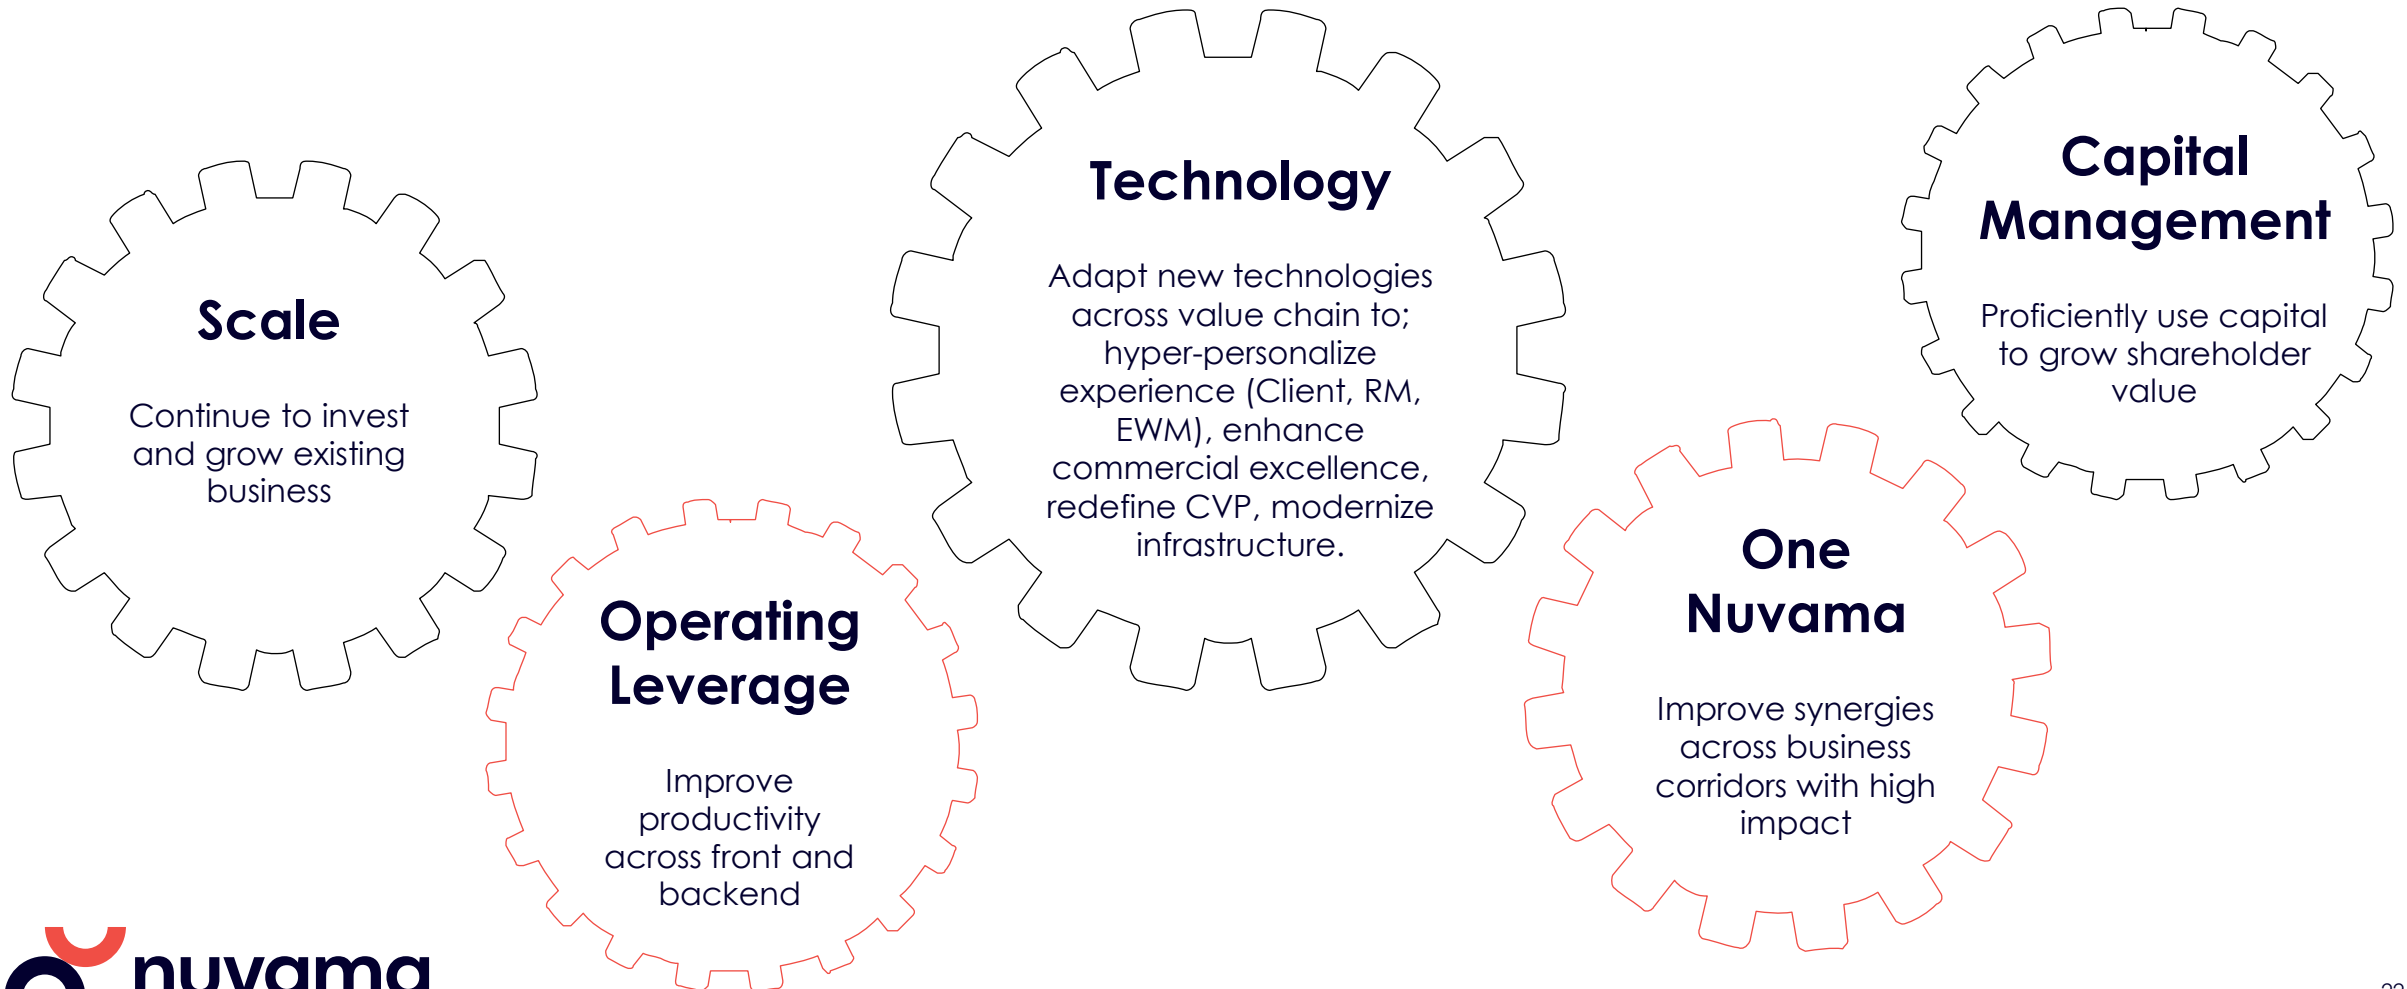 Scale
Continue to invest
and grow existing
business
Operating
Leverage
Improve
productivity
across front and
backend
Technology
Adapt new technologies
across value chain to;
hyper-personalize
experience (Client, RM,
EWM), enhance
commercial excellence,
redefine CVP, modernize
infrastructure.
One
Nuvama
Improve synergies
across business
corridors with high
impact
Capital
Management
Proficiently use capital
to grow shareholder
value
nuvama